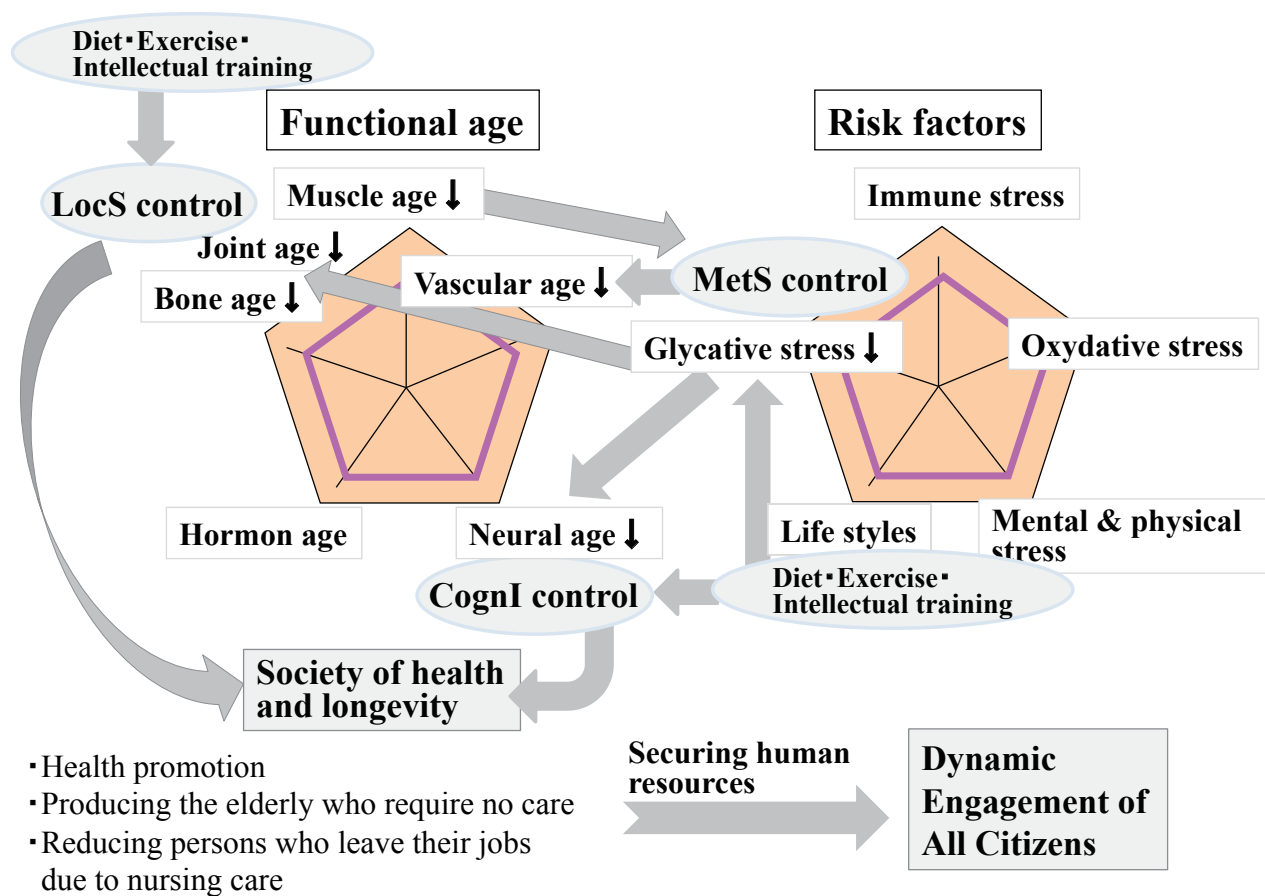 Diet・Exercise・
Intellectual training
Functional age
Risk factors
LocS control
Muscle age ↓
Immune stress
Joint age ↓
Bone age ↓
Vascular age ↓
MetS control
Glycative stress ↓
Oxydative stress
Hormon age
Neural age ↓
Life styles
Mental & physical
stress
CognI control
Diet・Exercise・
Intellectual training
Society of health
and longevity
・Health promotion
・Producing the elderly who require no care
・Reducing persons who leave their jobs
due to nursing care
Securing human
resources
Dynamic
Engagement of
All Citizens